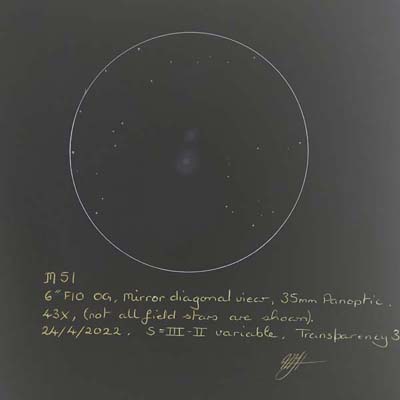 M51
6" F10 OG, mirror diagonal view, 35mm Panoptic.
43x, (not all field stars are shown).
24/4/2022. S=III-II variable, Transparency 3